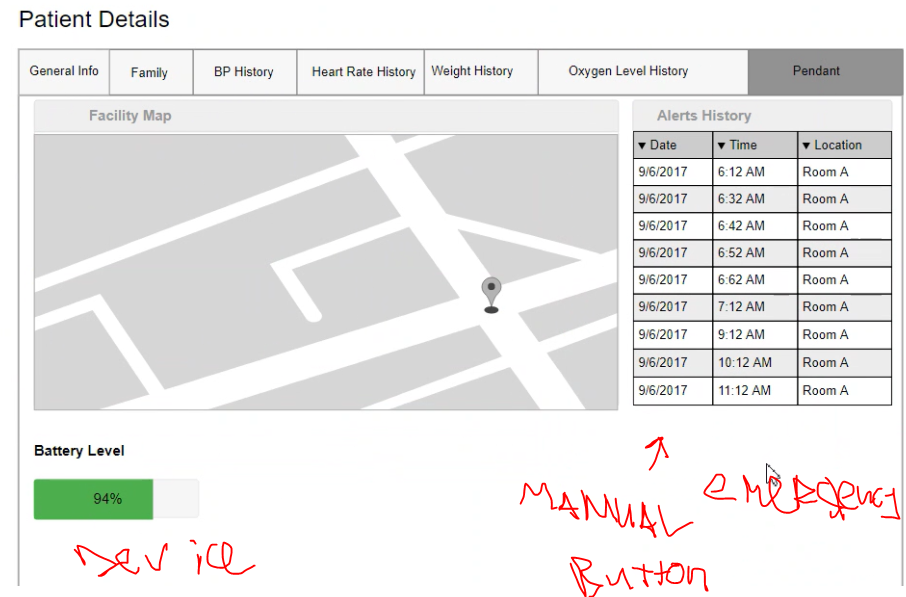 Patient Details
General Info Family BP History Heart Rate History Weight History Oxygen Level History Pendant
Facility Map
Alerts History
Date Time Location
9/6/2017 6:12 AM Room A
9/6/2017 6:32 AM Room A
9/6/2017 6:42 AM Room A
9/6/2017 6:52 AM Room A
9/6/2017 6:62 AM Room A
9/6/2017 7:12 AM Room A
9/6/2017 9:12 AM Room A
9/6/2017 10:12 AM Room A
9/6/2017 11:12 AM Room A
Battery Level
94%
Device
MANUAL emergency
Button